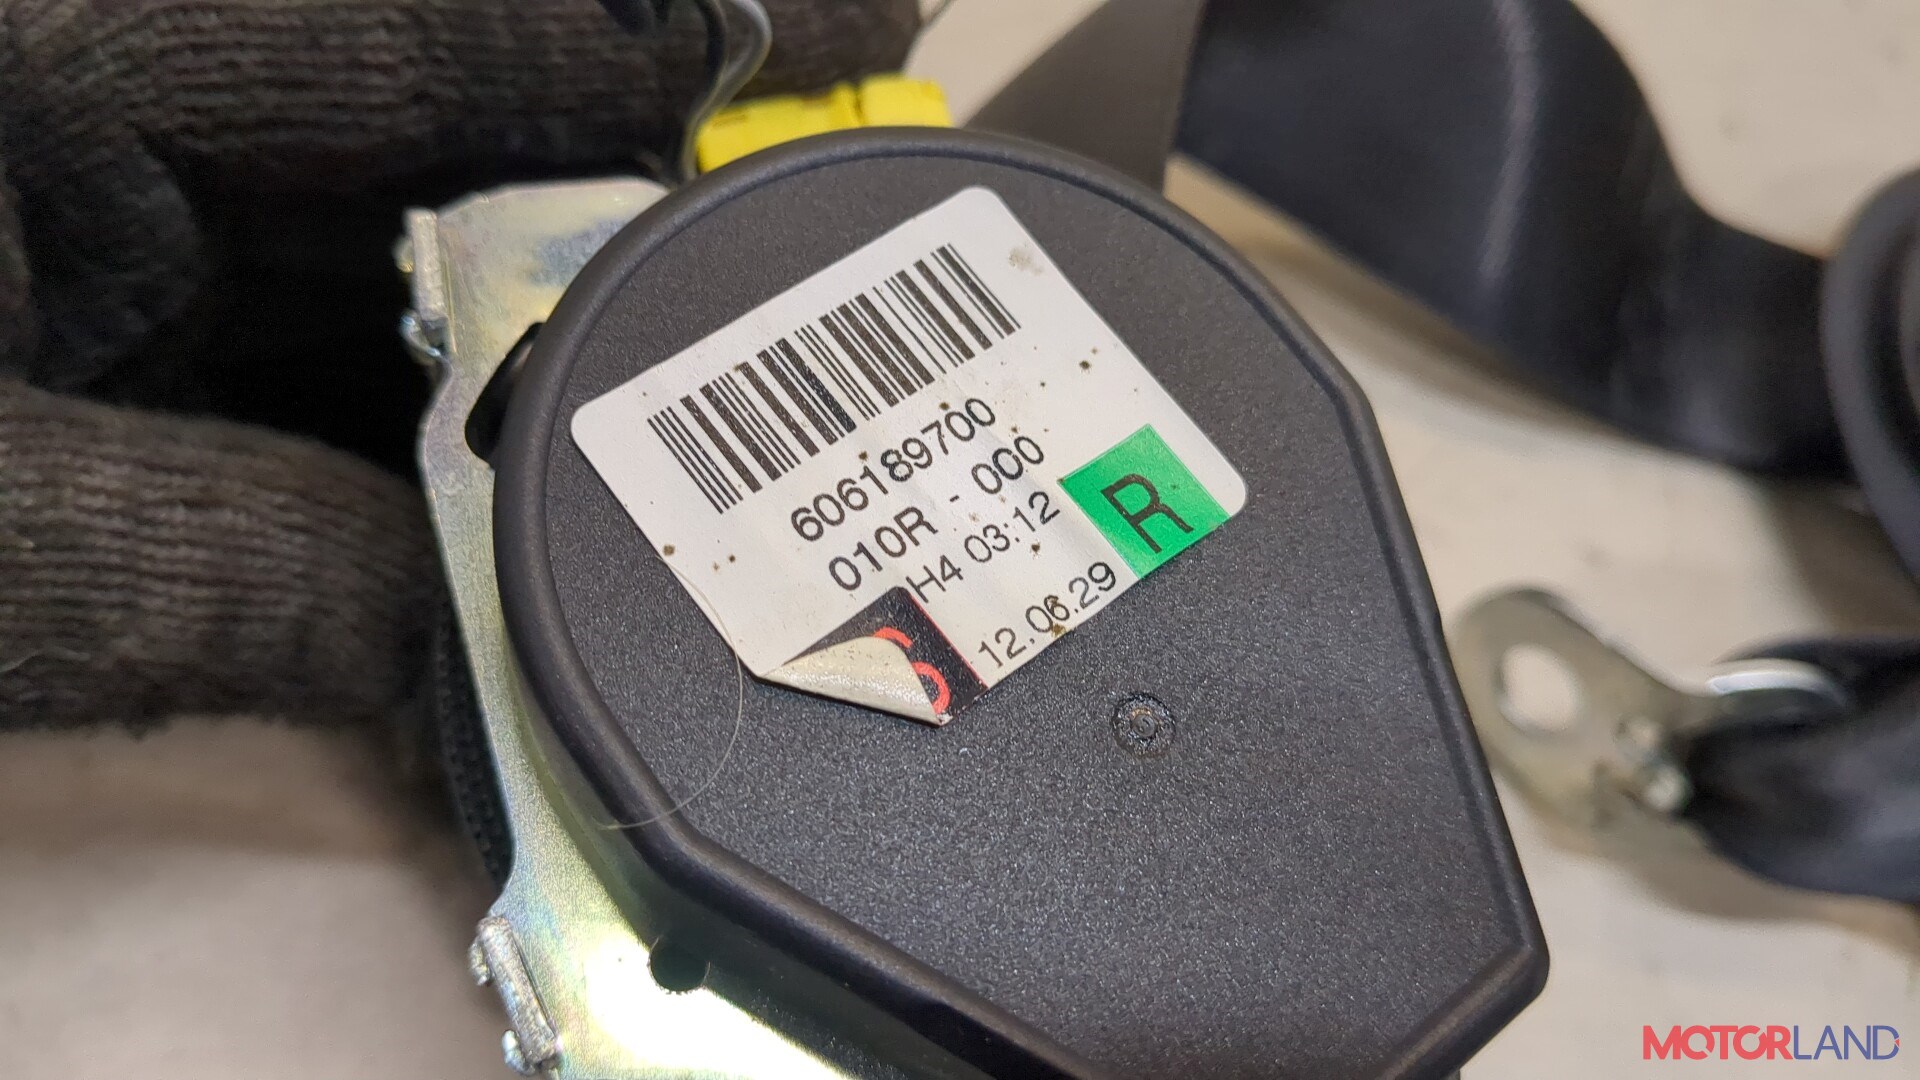 606189700
010R - 000
H4 03:12
R
12.06.29
MOTORLAND